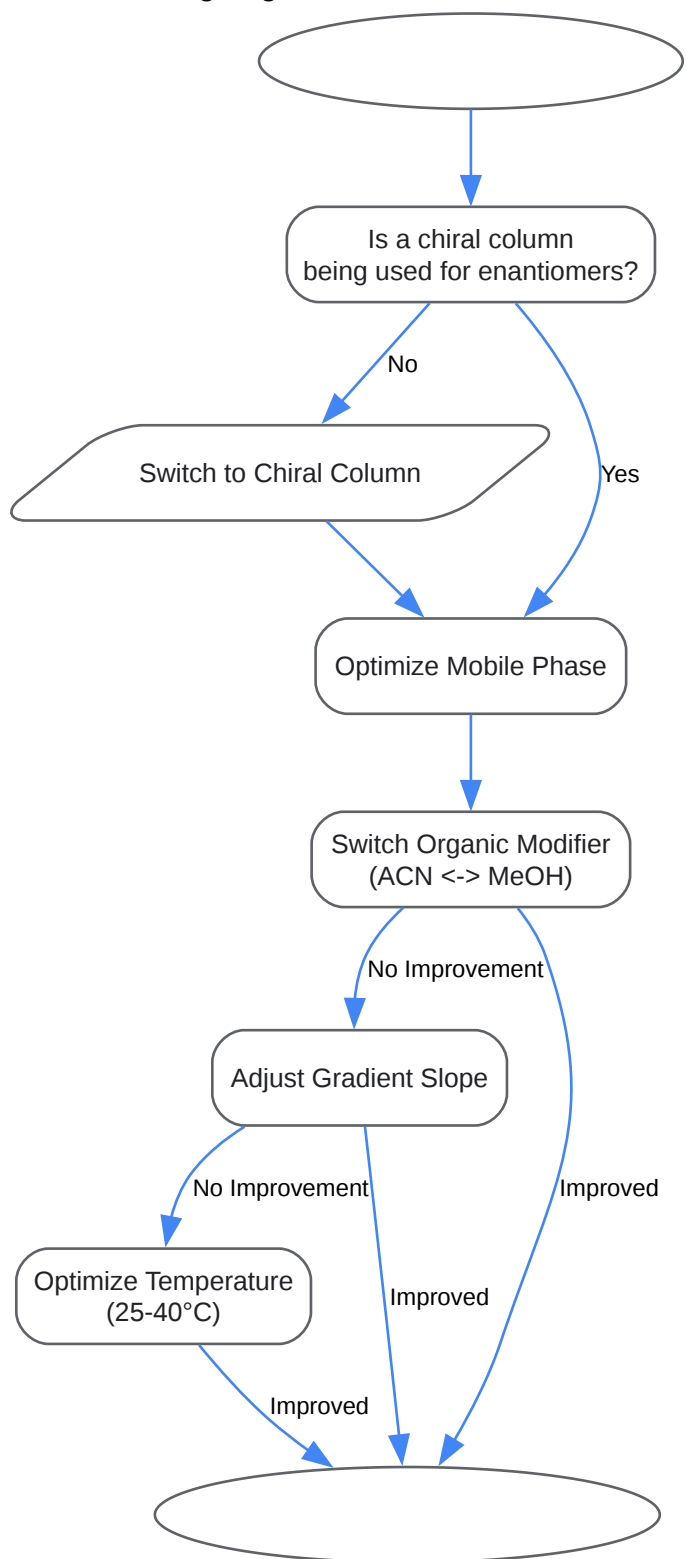 Is a chiral column
being used for enantiomers?
No
Switch to Chiral Column
Yes
Optimize Mobile Phase
Switch Organic Modifier
(ACN <-> MeOH)
No Improvement
Adjust Gradient Slope
No Improvement
Improved
Optimize Temperature
(25-40°C)
Improved
Improved